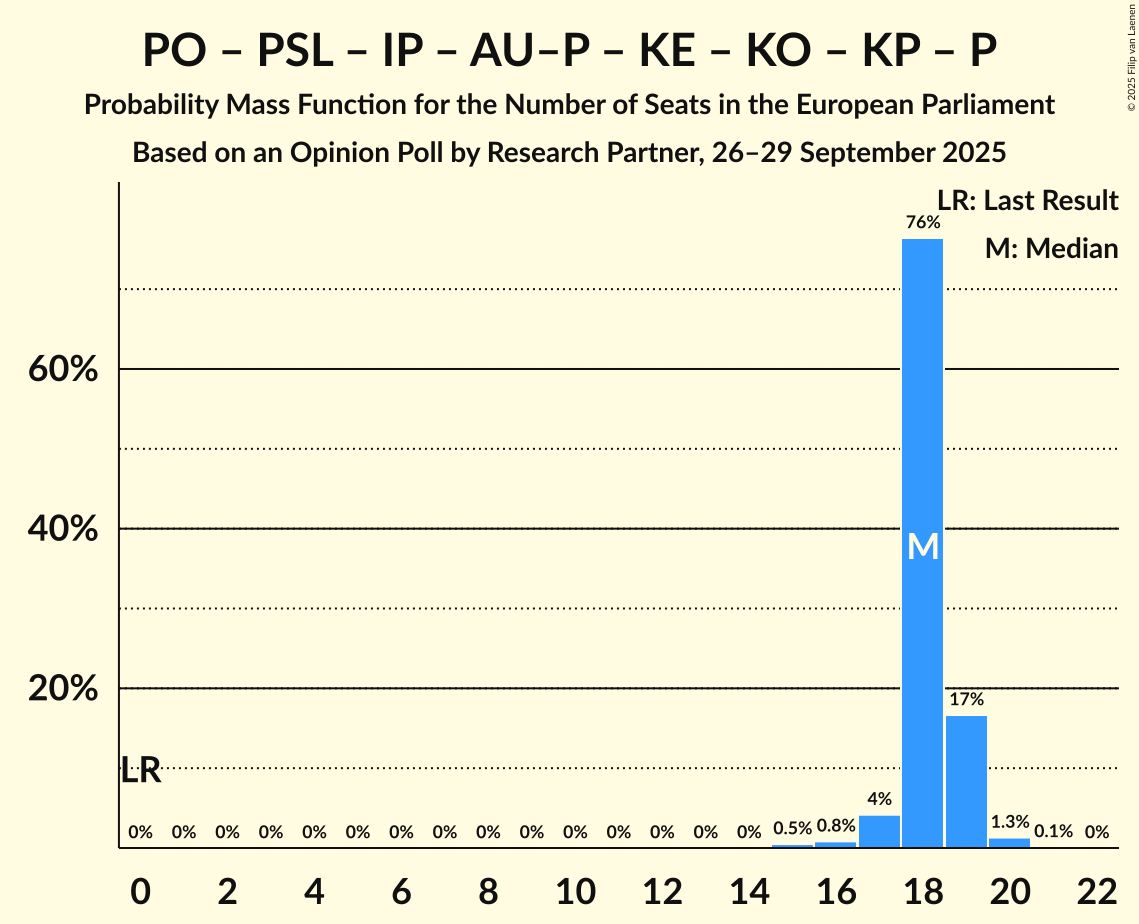 PO – PSL – IP – AU–P – KE – KO – KP – P
Probability Mass Function for the Number of Seats in the European Parliament
Based on an Opinion Poll by Research Partner, 26–29 September 2025
© 2025 Filip van Laenen
LR: Last Result
M: Median
76%
60%
40%
M
20%
17%
LR
4%
0% 0% 0% 0% 0% 0% 0% 0% 0% 0% 0% 0% 0% 0% 0% 0.5% 0.8% 1.3% 0.1% 0%
0 2 4 6 8 10 12 14 16 18 20 22